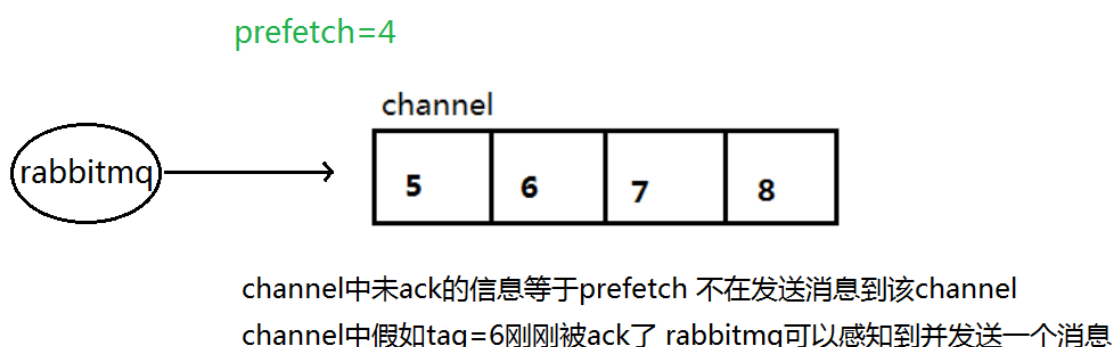 prefetch=4
channel
rabbitmq
5 6 7 8
channel中未ack的信息等于prefetch 不在发送消息到该channel
channel中假如tag=6刚刚被ack了 rabbitmq可以感知到并发送一个消息